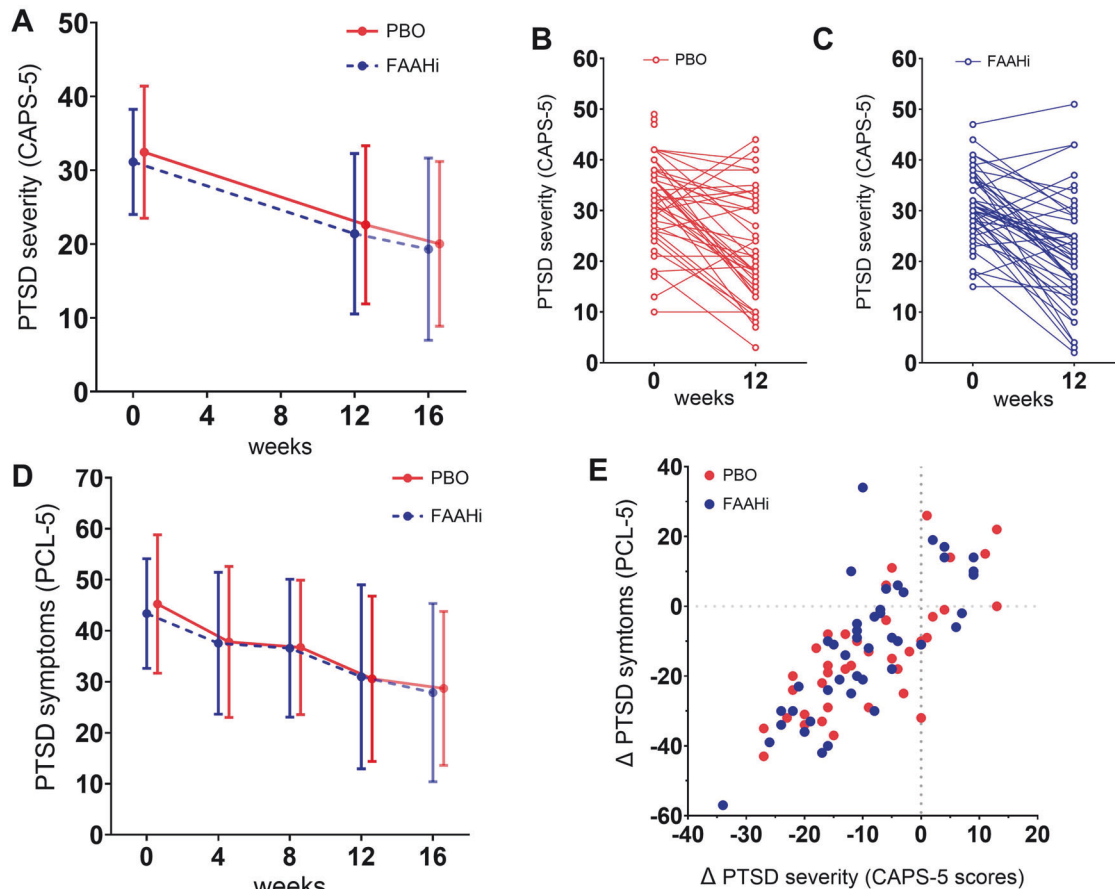 A
PTSD severity (CAPS-5)
50
40
30
20
10
0
0 4 8 12 16
weeks
PBO
FAAHi
B
PTSD severity (CAPS-5)
60
50
40
30
20
10
0
0 12
weeks
PBO
C
PTSD severity (CAPS-5)
60
50
40
30
20
10
0
0 12
weeks
FAAHi
D
PTSD symptoms (PCL-5)
70
60
50
40
30
20
10
0
0 4 8 12 16
weeks
PBO
FAAHi
E
Δ PTSD symtoms (PCL-5)
40
20
0
-20
-40
-60
-40 -30 -20 -10 0 10 20
Δ PTSD severity (CAPS-5 scores)
PBO
FAAHi